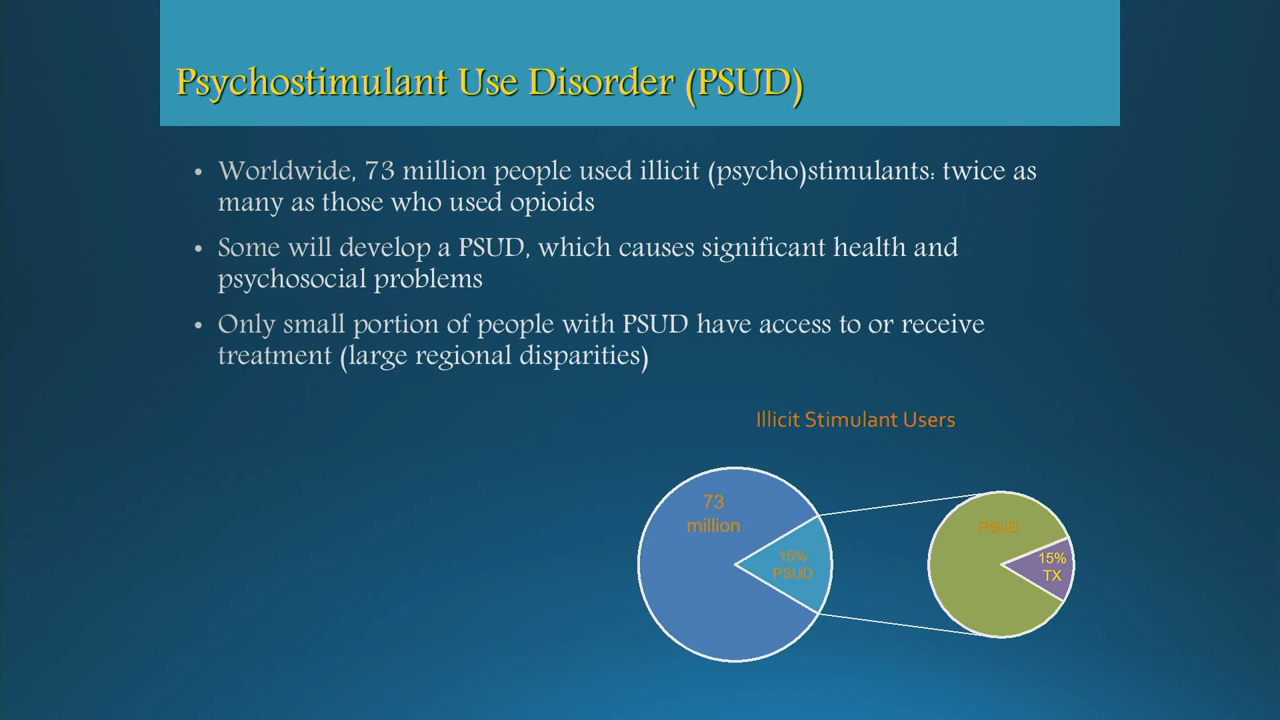 Psychostimulant Use Disorder (PSUD)
• Worldwide, 73 million people used illicit (psycho)stimulants: twice as
many as those who used opioids
• Some will develop a PSUD, which causes significant health and
psychosocial problems
• Only small portion of people with PSUD have access to or receive
treatment (large regional disparities)
Illicit Stimulant Users
73
million
15%
PSUD
PSUD
15%
TX